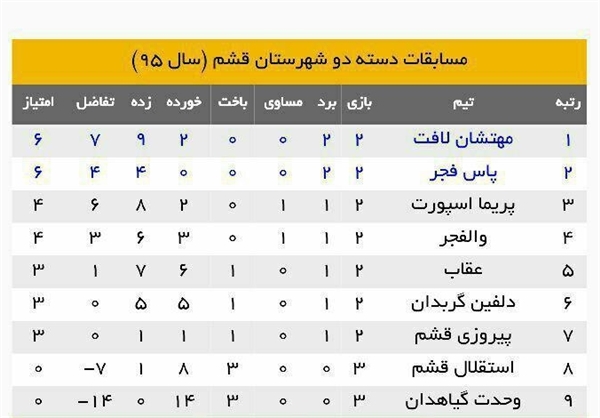 مسابقات دسته دو شهرستان قشم (سال ۹۵)
رتبه تیم بازی برد مساوی باخت خورده زده تفاضل امتیاز
۱ مهتشان لافت ۲ ۲ ۰ ۰ ۲ ۹ ۷ ۶
۲ پاس فجر ۲ ۲ ۰ ۰ ۰ ۴ ۴ ۶
۳ پریما اسپورت ۲ ۱ ۱ ۰ ۲ ۸ ۶ ۴
۴ والفجر ۲ ۱ ۱ ۰ ۳ ۶ ۳ ۴
۵ عقاب ۲ ۱ ۰ ۱ ۶ ۷ ۱ ۳
۶ دلفین گربدان ۲ ۱ ۰ ۱ ۵ ۵ ۰ ۳
۷ پیروزی قشم ۲ ۱ ۰ ۱ ۱ ۱ ۰ ۳
۸ استقلال قشم ۳ ۰ ۰ ۳ ۸ ۱ ۷- ۰
۹ وحدت گیاهدان ۳ ۰ ۰ ۳ ۱۴ ۰ ۱۴- ۰